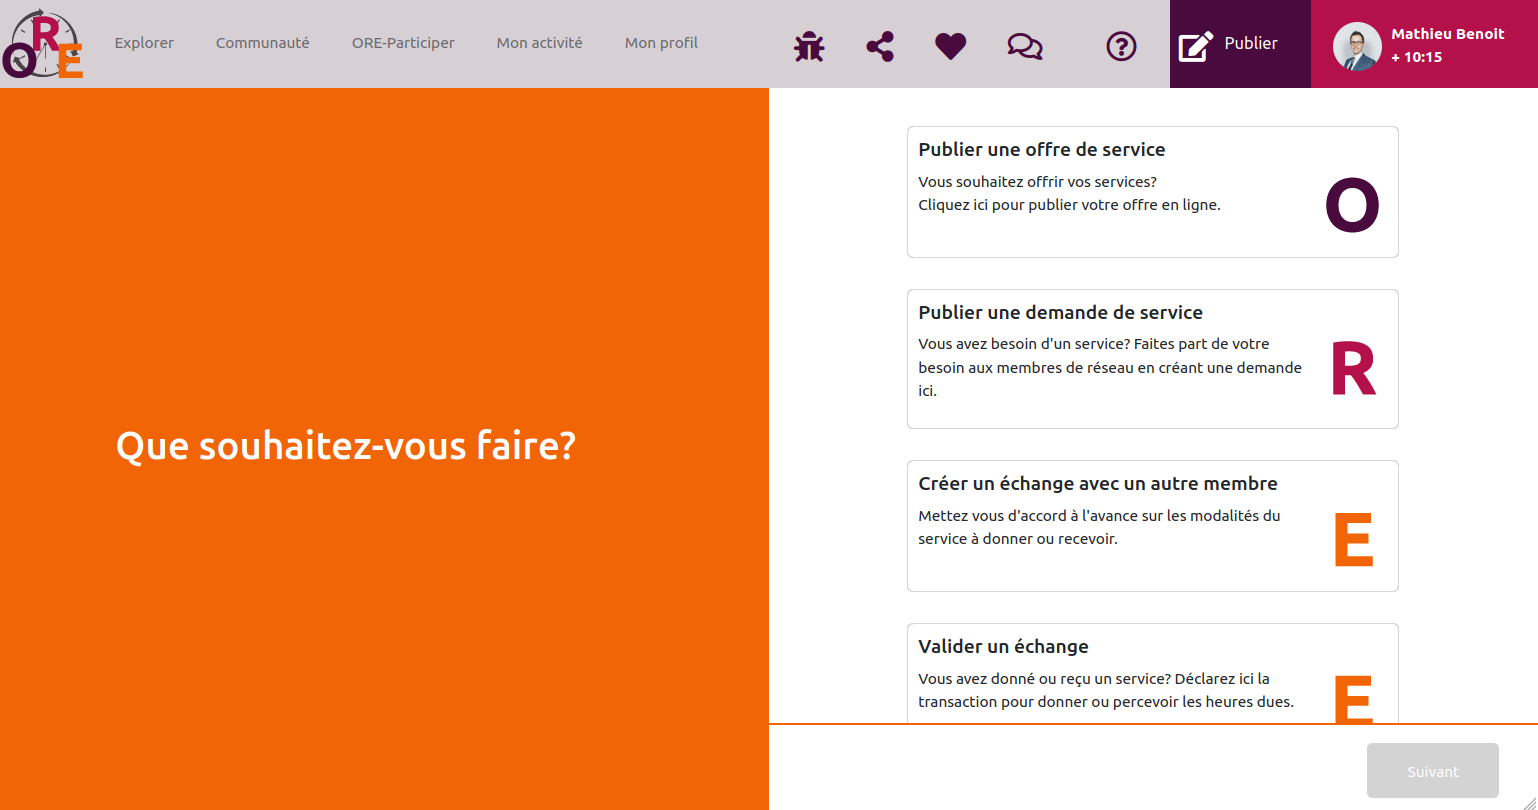 ORE
Explorer
Communauté
ORE-Participer
Mon activité
Mon profil
Publier
Mathieu Benoit
+ 10:15
Que souhaitez-vous faire?
Publier une offre de service
Vous souhaitez offrir vos services?
Cliquez ici pour publier votre offre en ligne.
O
Publier une demande de service
Vous avez besoin d'un service? Faites part de votre
besoin aux membres de réseau en créant une demande
ici.
R
Créer un échange avec un autre membre
Mettez vous d'accord à l'avance sur les modalités du
service à donner ou recevoir.
E
Valider un échange
Vous avez donné ou reçu un service? Déclarez ici la
transaction pour donner ou percevoir les heures dues.
E
Suivant